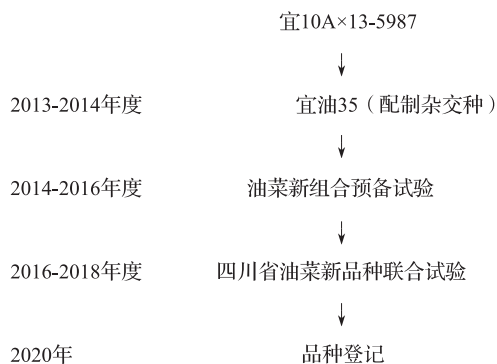 宜10A×13-5987
2013-2014年度 宜油35（配制杂交种）
2014-2016年度 油菜新组合预备试验
2016-2018年度 四川省油菜新品种联合试验
2020年 品种登记